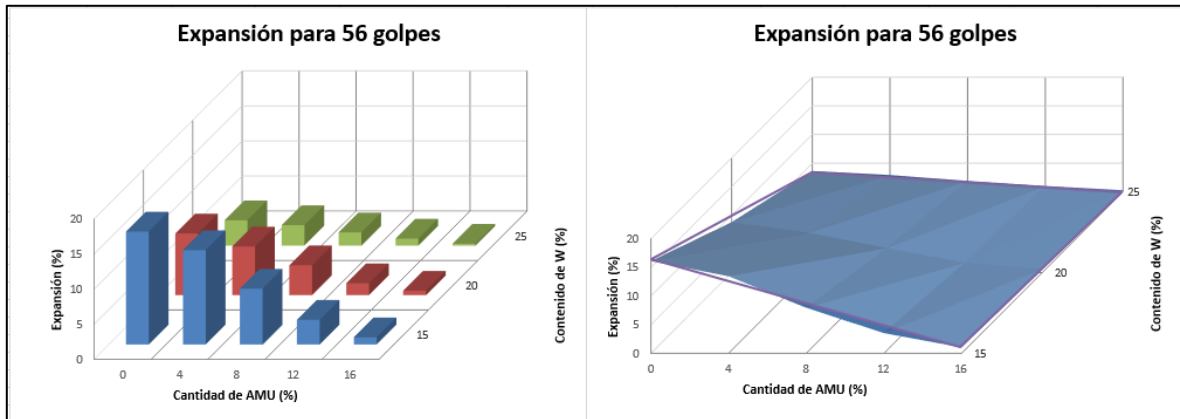 Expansión para 56 golpes
Expansión (%)
20
15
10
5
0
0 4 8 12 16
Cantidad de AMU (%)
15
20
25
Contenido de W (%)
Expansión para 56 golpes
Expansión (%)
20
15
10
5
0
0 4 8 12 16
Cantidad de AMU (%)
15
20
25
Contenido de W (%)